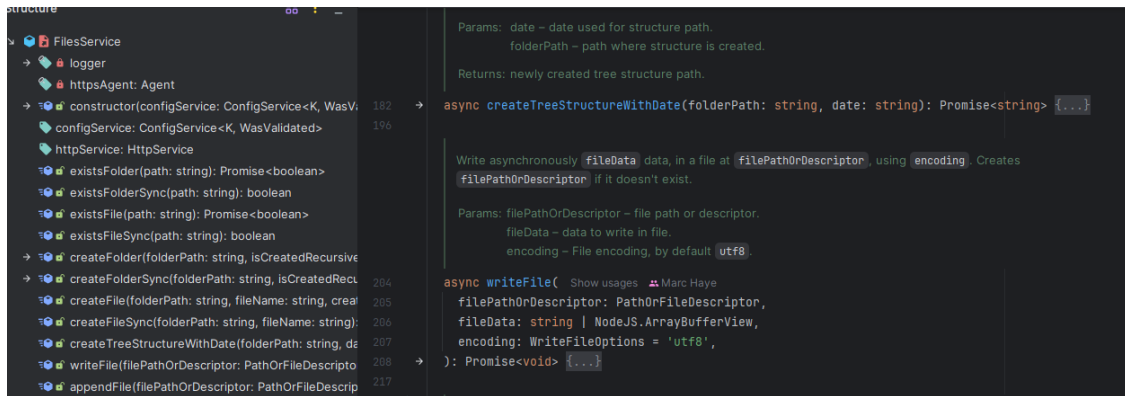 Structure
FilesService
logger
httpsAgent: Agent
constructor(configService: ConfigService<K, WasVa
configService: ConfigService<K, WasValidated>
httpService: HttpService
existsFolder(path: string): Promise<boolean>
existsFolderSync(path: string): boolean
existsFile(path: string): Promise<boolean>
existsFileSync(path: string): boolean
createFolder(folderPath: string, isCreatedRecursive
createFolderSync(folderPath: string, isCreatedRecu
createFile(folderPath: string, fileName: string, creat
createFileSync(folderPath: string, fileName: string):
createTreeStructureWithDate(folderPath: string, da
writeFile(filePathOrDescriptor: PathOrFileDescripto
appendFile(filePathOrDescriptor: PathOrFileDescrip
Params: date – date used for structure path.
folderPath – path where structure is created.
Returns: newly created tree structure path.
182 async createTreeStructureWithDate(folderPath: string, date: string): Promise<string> {...}
196
Write asynchronously fileData data, in a file at filePathOrDescriptor, using encoding. Creates
filePathOrDescriptor if it doesn't exist.
Params: filePathOrDescriptor – file path or descriptor.
fileData – data to write in file.
encoding – File encoding, by default utf8.
204 async writeFile( Show usages Marc Haye
205 filePathOrDescriptor: PathOrFileDescriptor,
206 fileData: string | NodeJS.ArrayBufferView,
207 encoding: WriteFileOptions = 'utf8',
208 ): Promise<void> {...}
217